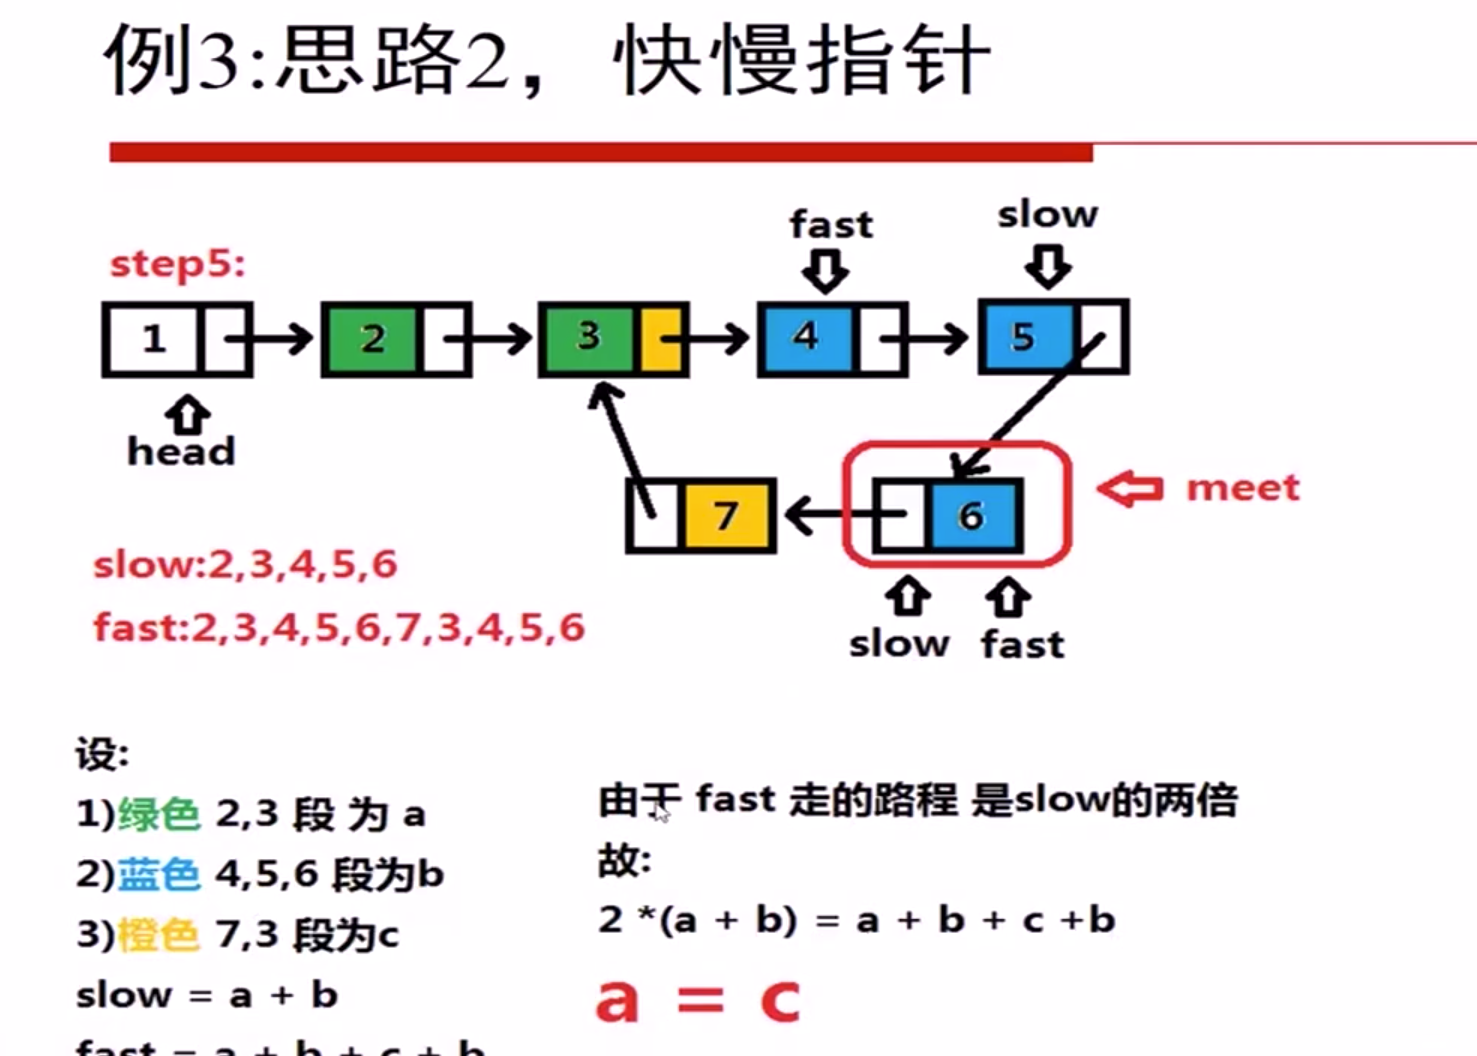 例3:思路2，快慢指针
step5:
fast
slow
1 2 3 4 5
head
7 6
meet
slow:2,3,4,5,6
fast:2,3,4,5,6,7,3,4,5,6
slow fast
设:
1)绿色 2,3 段 为 a
2)蓝色 4,5,6 段为b
3)橙色 7,3 段为c
slow = a + b
fast = a + b + c + b
由于 fast 走的路程 是slow的两倍
故:
2 *(a + b) = a + b + c +b
a = c